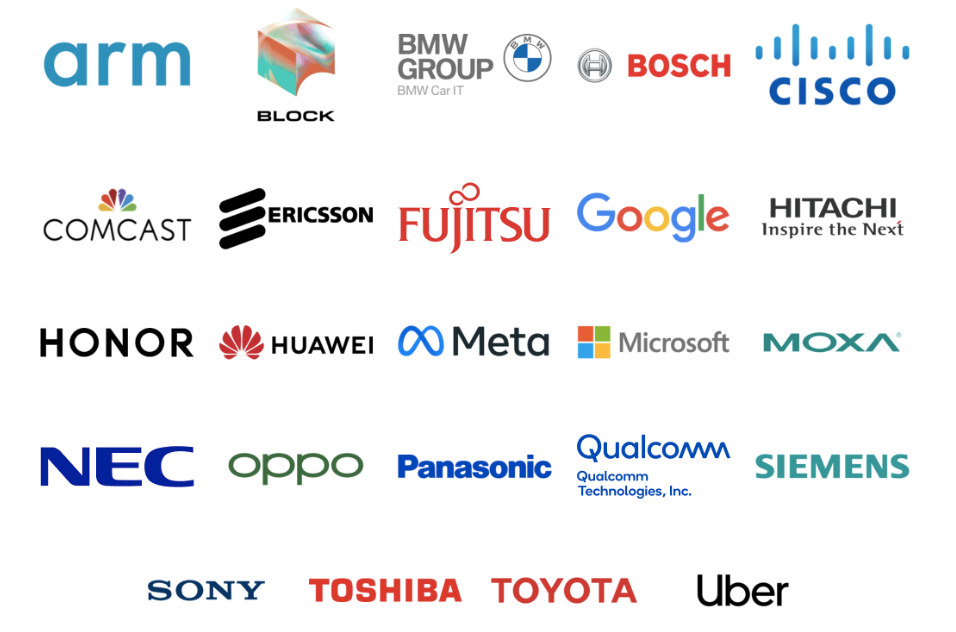 arm
BLOCK
BMW
GROUP
BMW Car IT
BMW
BOSCH
CISCO
COMCAST
ERICSSON
FUJITSU
Google
HITACHI
Inspire the Next
HONOR
HUAWEI
Meta
Microsoft
MOXA®
NEC
oppo
Panasonic
Qualcomm
Qualcomm
Technologies, Inc.
SIEMENS
SONY
TOSHIBA
TOYOTA
Uber